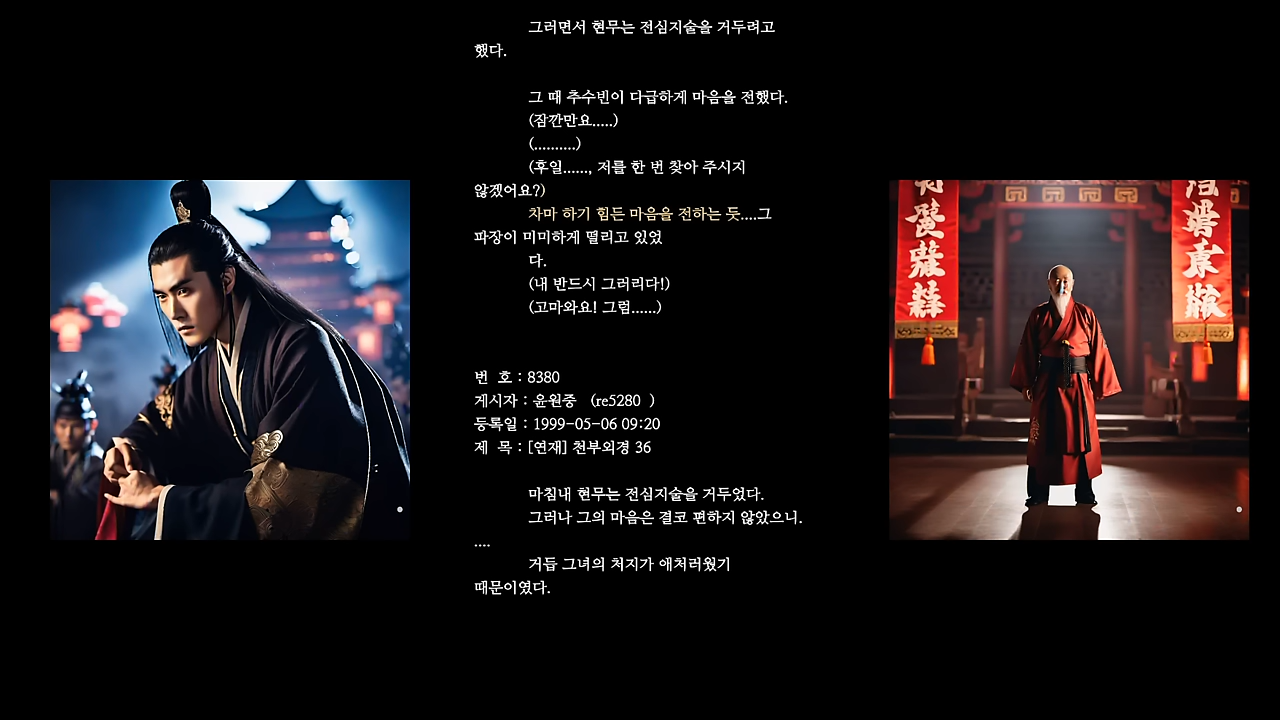 그러면서 현무는 전심지술을 거두려고
했다.
그 때 추수빈이 다급하게 마음을 전했다.
(잠깐만요.....)
(..........)
(후일......, 저를 한 번 찾아 주시지
않겠어요?)
차마 하기 힘든 마음을 전하는 듯....그
파장이 미미하게 떨리고 있었
다.
(내 반드시 그러리다!)
(고마와요! 그럼......)
번 호 : 8380
게시자 : 윤원중 (re5280 )
등록일 : 1999-05-06 09:20
제 목 : [연재] 천부외경 36
마침내 현무는 전심지술을 거두었다.
그러나 그의 마음은 결코 편하지 않았으니.
....
거듭 그녀의 처지가 애처러웠기
때문이였다.